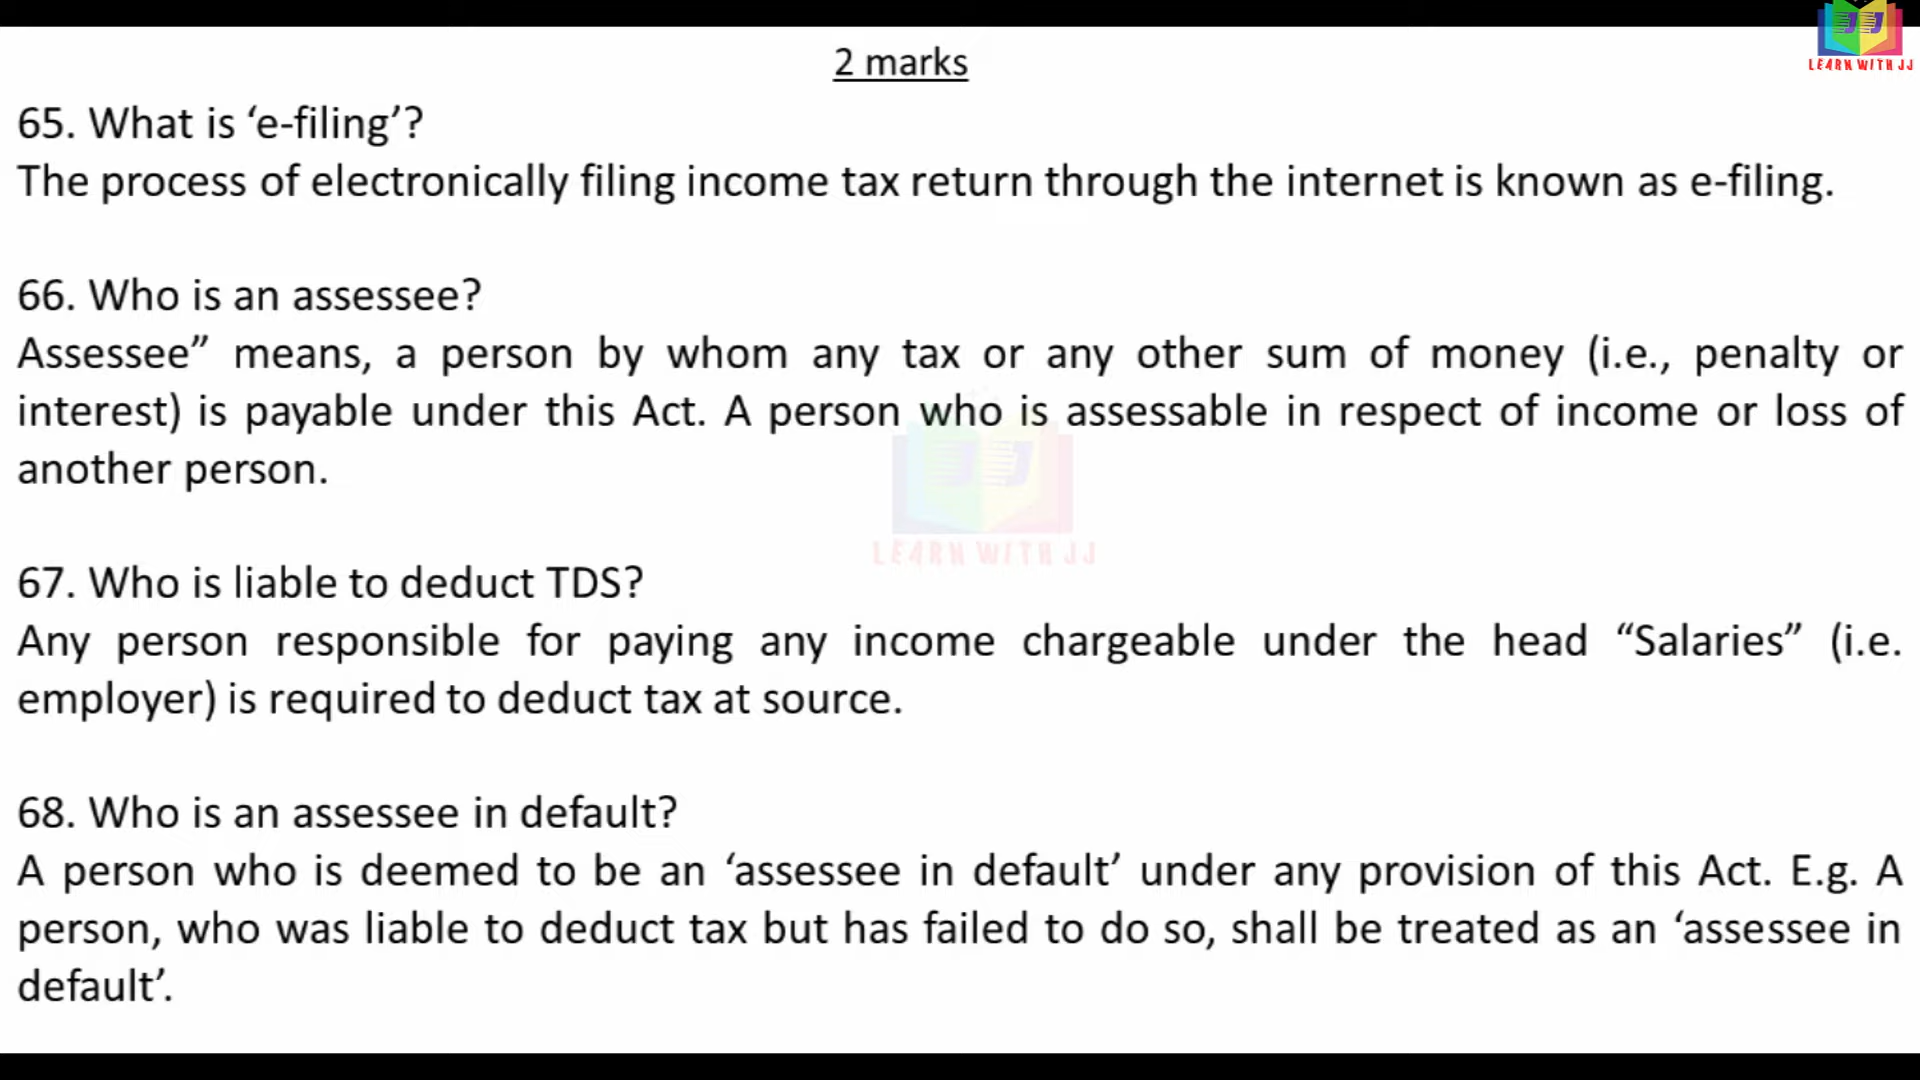 LEARN WITH JJ
2 marks
65. What is ‘e-filing’?
The process of electronically filing income tax return through the internet is known as e-filing.
66. Who is an assessee?
Assessee” means, a person by whom any tax or any other sum of money (i.e., penalty or
interest) is payable under this Act. A person who is assessable in respect of income or loss of
another person.
LEARN WITH JJ
67. Who is liable to deduct TDS?
Any person responsible for paying any income chargeable under the head “Salaries” (i.e.
employer) is required to deduct tax at source.
68. Who is an assessee in default?
A person who is deemed to be an ‘assessee in default’ under any provision of this Act. E.g. A
person, who was liable to deduct tax but has failed to do so, shall be treated as an ‘assessee in
default’.